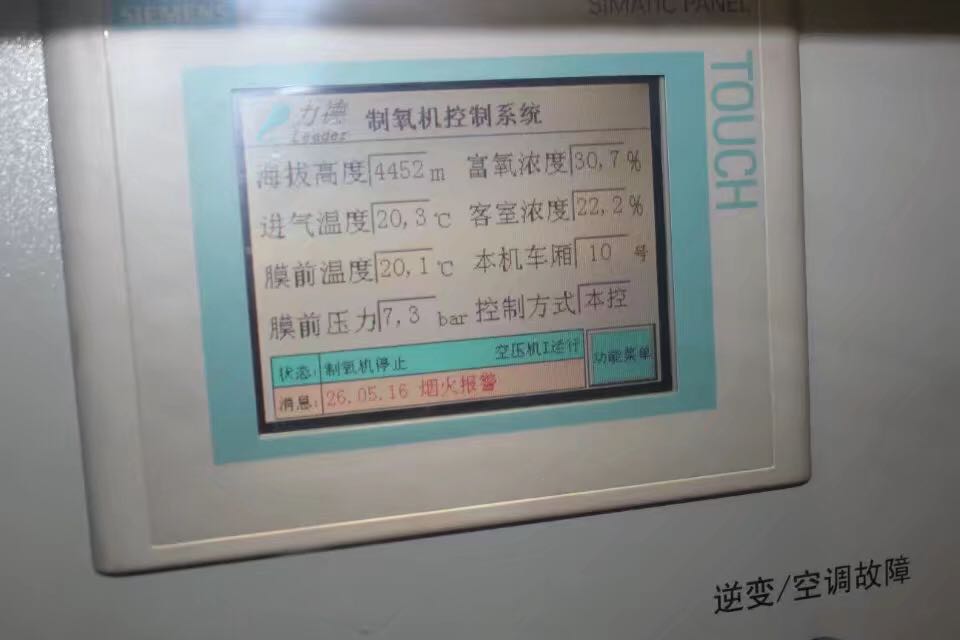 SIEMENS
SIMATIC PANEL
TOUCH
力德 Leader 制氧机控制系统
海拔高度 4452 m 富氧浓度 30,7 %
进气温度 20,3 ℃ 客室浓度 22,2 %
膜前温度 20,1 ℃ 本机车厢 10 号
膜前压力 7,3 bar 控制方式 本控
状态: 制氧机停止 空压机I运行 功能菜单
消息: 26.05.16 烟火报警
逆变/空调故障